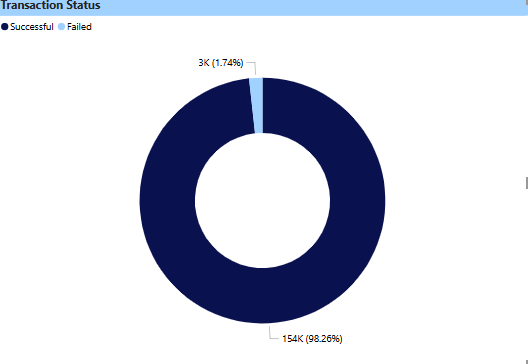 Transaction Status
Successful Failed
3K (1.74%)
154K (98.26%)